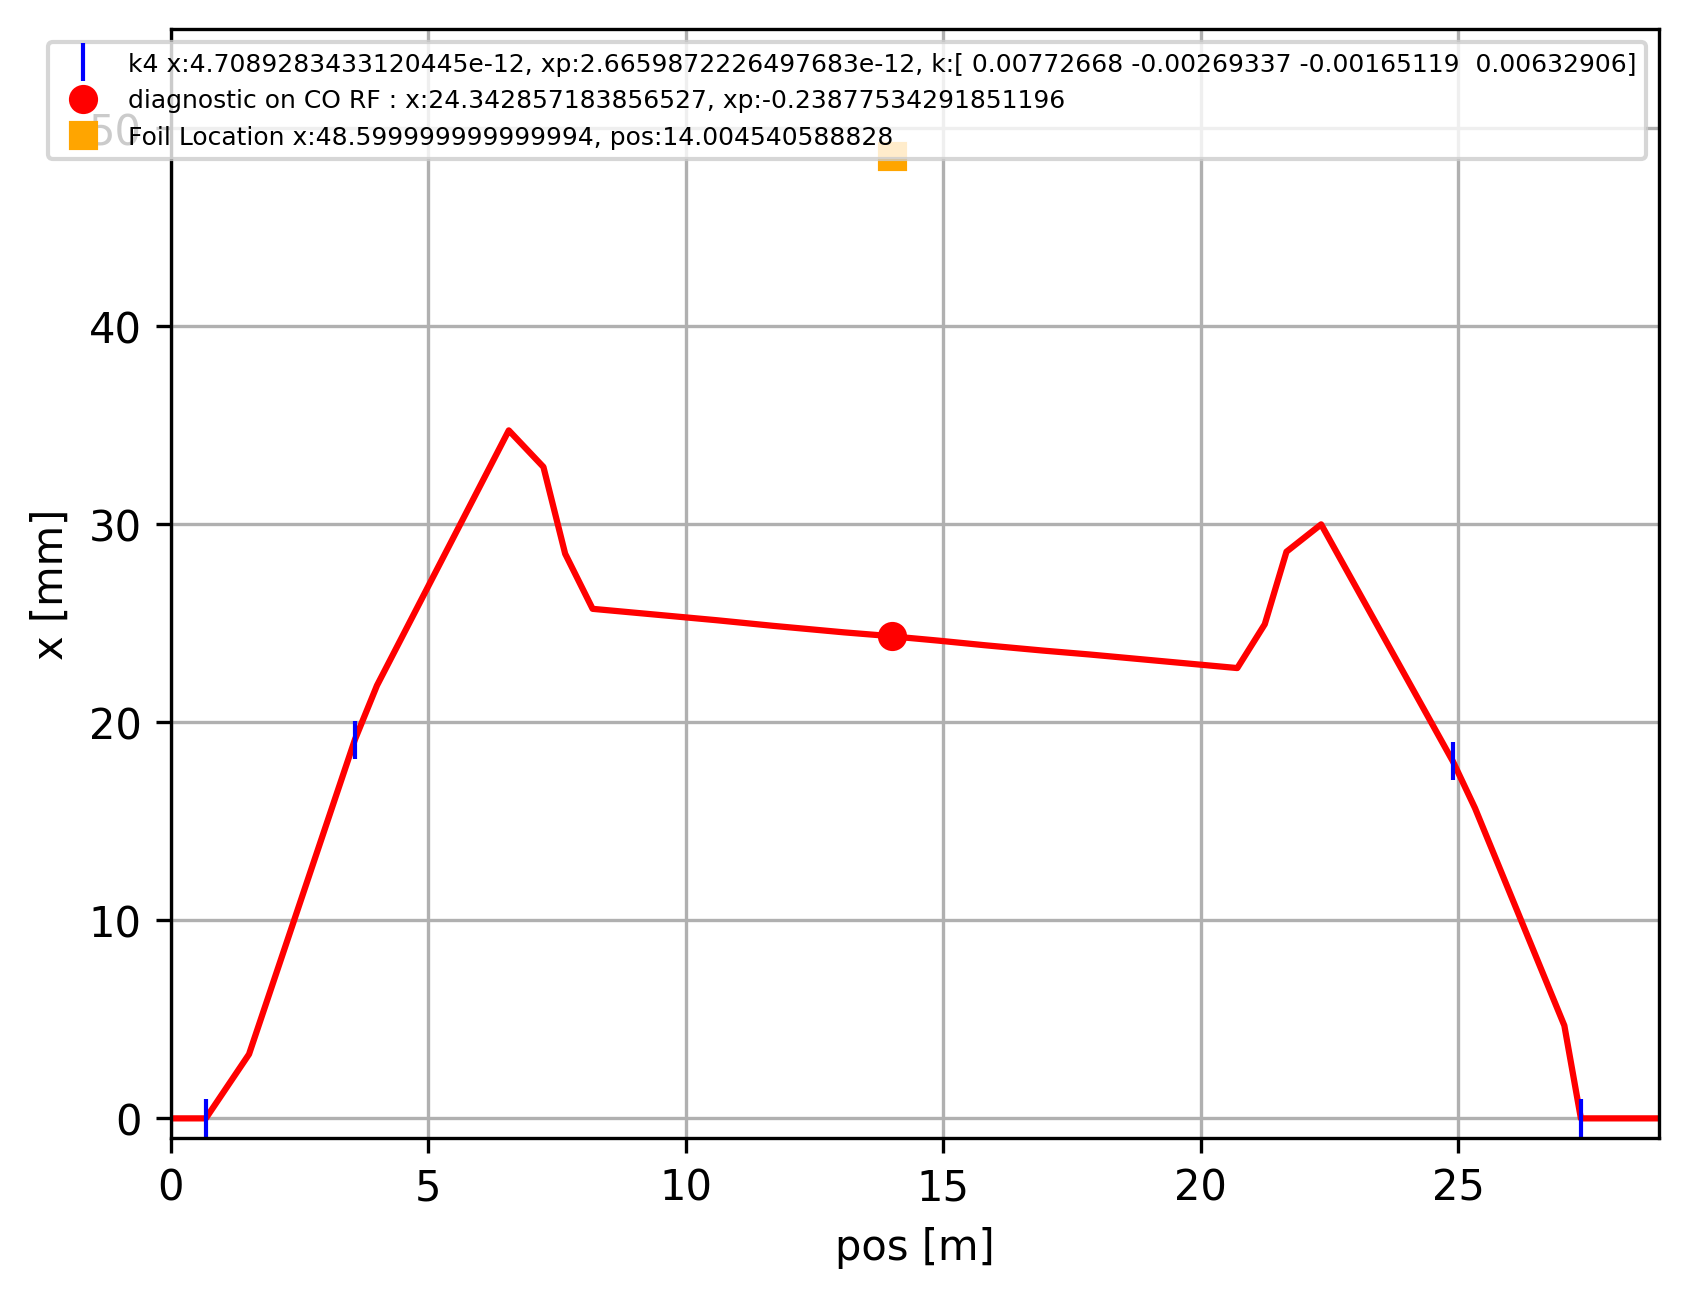 k4 x:4.7089283433120445e-12, xp:2.6659872226497683e-12, k:[ 0.00772668 -0.00269337 -0.00165119  0.00632906]
diagnostic on CO RF : x:24.342857183856527, xp:-0.23877534291851196
Foil Location x:48.599999999999994, pos:14.004540588828
50
40
30
20
10
0
x [mm]
0 5 10 15 20 25
pos [m]